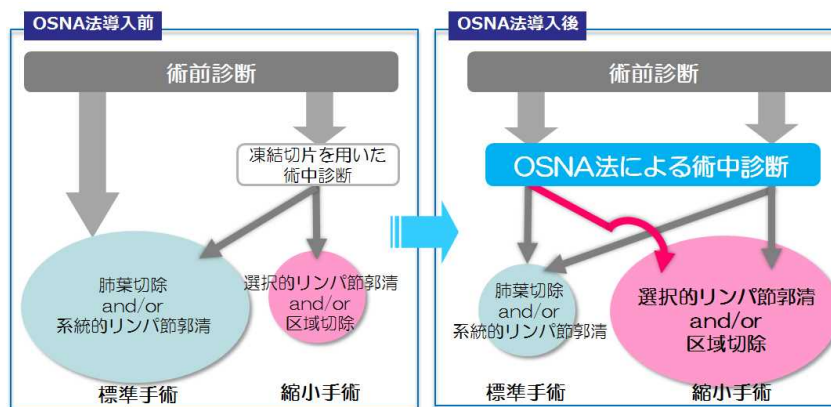 OSNA法導入前
術前診断
凍結切片を用いた
術中診断
肺葉切除
and/or
系統的リンパ節郭清
選択的リンパ節郭清
and/or
区域切除
標準手術
縮小手術
OSNA法導入後
術前診断
OSNA法による術中診断
肺葉切除
and/or
系統的リンパ節郭清
選択的リンパ節郭清
and/or
区域切除
標準手術
縮小手術